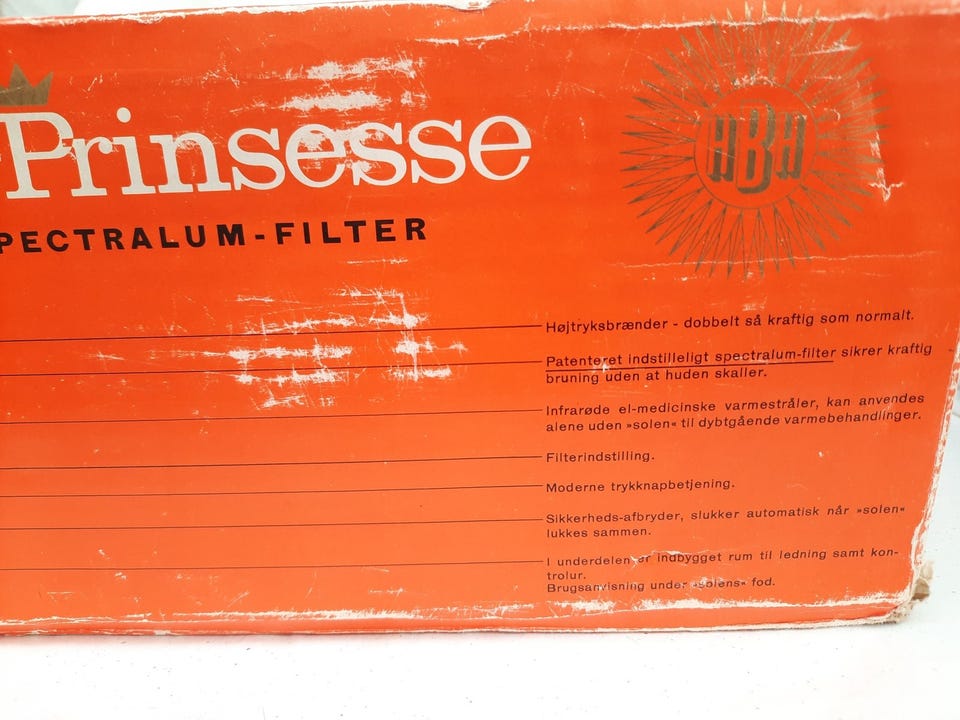 -Prinsesse
HBH
PECTRALUM-FILTER
Højtryksbrænder - dobbelt så kraftig som normalt.
Patenteret indstilleligt spectralum-filter sikrer kraftig
bruning uden at huden skaller.
Infrarøde el-medicinske varmestråler, kan anvendes
alene uden »solen« til dybtgående varmebehandlinger.
Filterindstilling.
Moderne trykknapbetjening.
Sikkerheds-afbryder, slukker automatisk når »solen«
lukkes sammen.
I underdelen er indbygget rum til ledning samt kon-
trolur.
Brugsanvisning under »solens« fod.